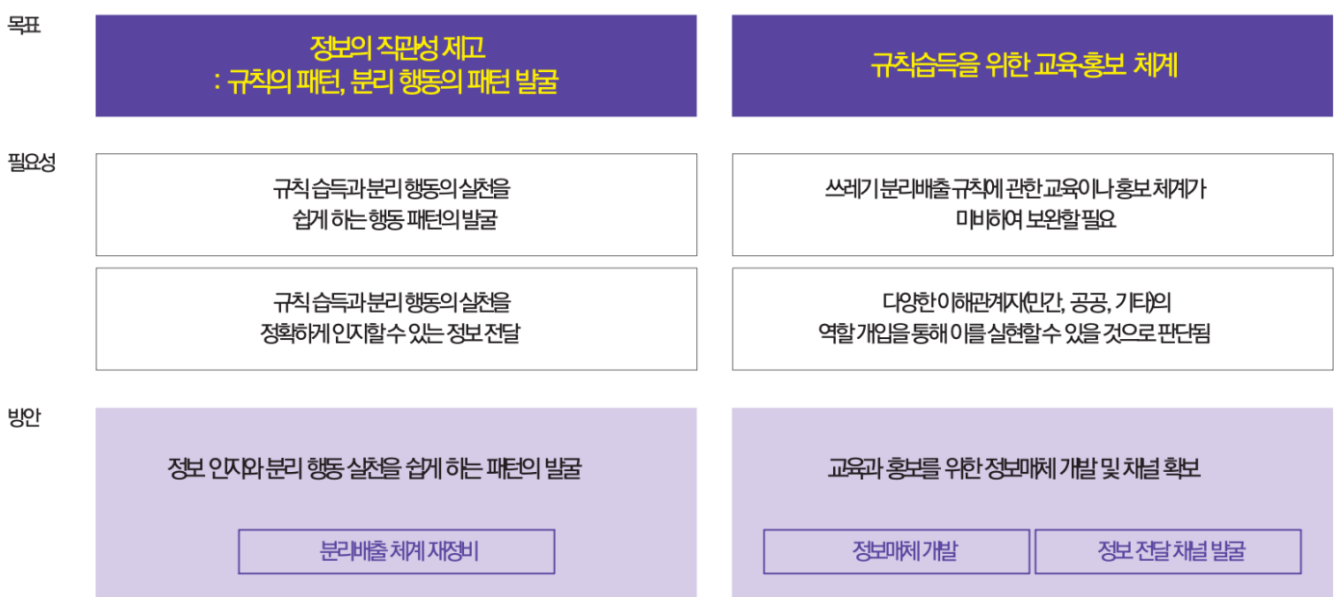 목표
정보의 직관성 제고
: 규칙의 패턴, 분리 행동의 패턴 발굴
규칙습득을 위한 교육·홍보 체계
필요성
규칙 습득과 분리 행동의 실천을
쉽게 하는 행동 패턴의 발굴
쓰레기 분리배출 규칙에 관한 교육이나 홍보 체계가
미비하여 보완할 필요
규칙 습득과 분리 행동의 실천을
정확하게 인지할 수 있는 정보 전달
다양한 이해관계자(민간, 공공, 기타)의
역할 개입을 통해 이를 실현할 수 있을 것으로 판단됨
방안
정보 인지와 분리 행동 실천을 쉽게 하는 패턴의 발굴
분리배출 체계 재정비
교육과 홍보를 위한 정보매체 개발 및 채널 확보
정보매체 개발
정보 전달 채널 발굴